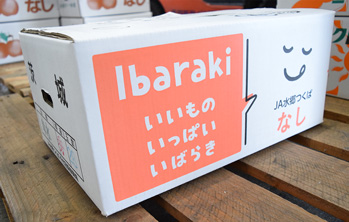 Ibaraki
いいもの
いっぱい
いばらき
JA水郷つくば
なし
茨城